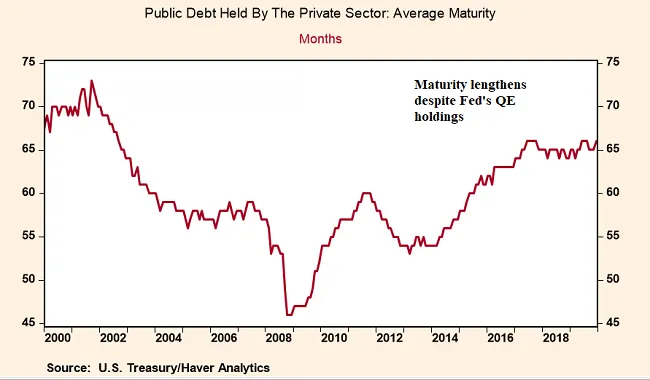 Public Debt Held By The Private Sector: Average Maturity
Months
75 75
Maturity lengthens
despite Fed's QE
holdings
70 70
65 65
60 60
55 55
50 50
45 45
2000 2002 2004 2006 2008 2010 2012 2014 2016 2018
Source: U.S. Treasury/Haver Analytics